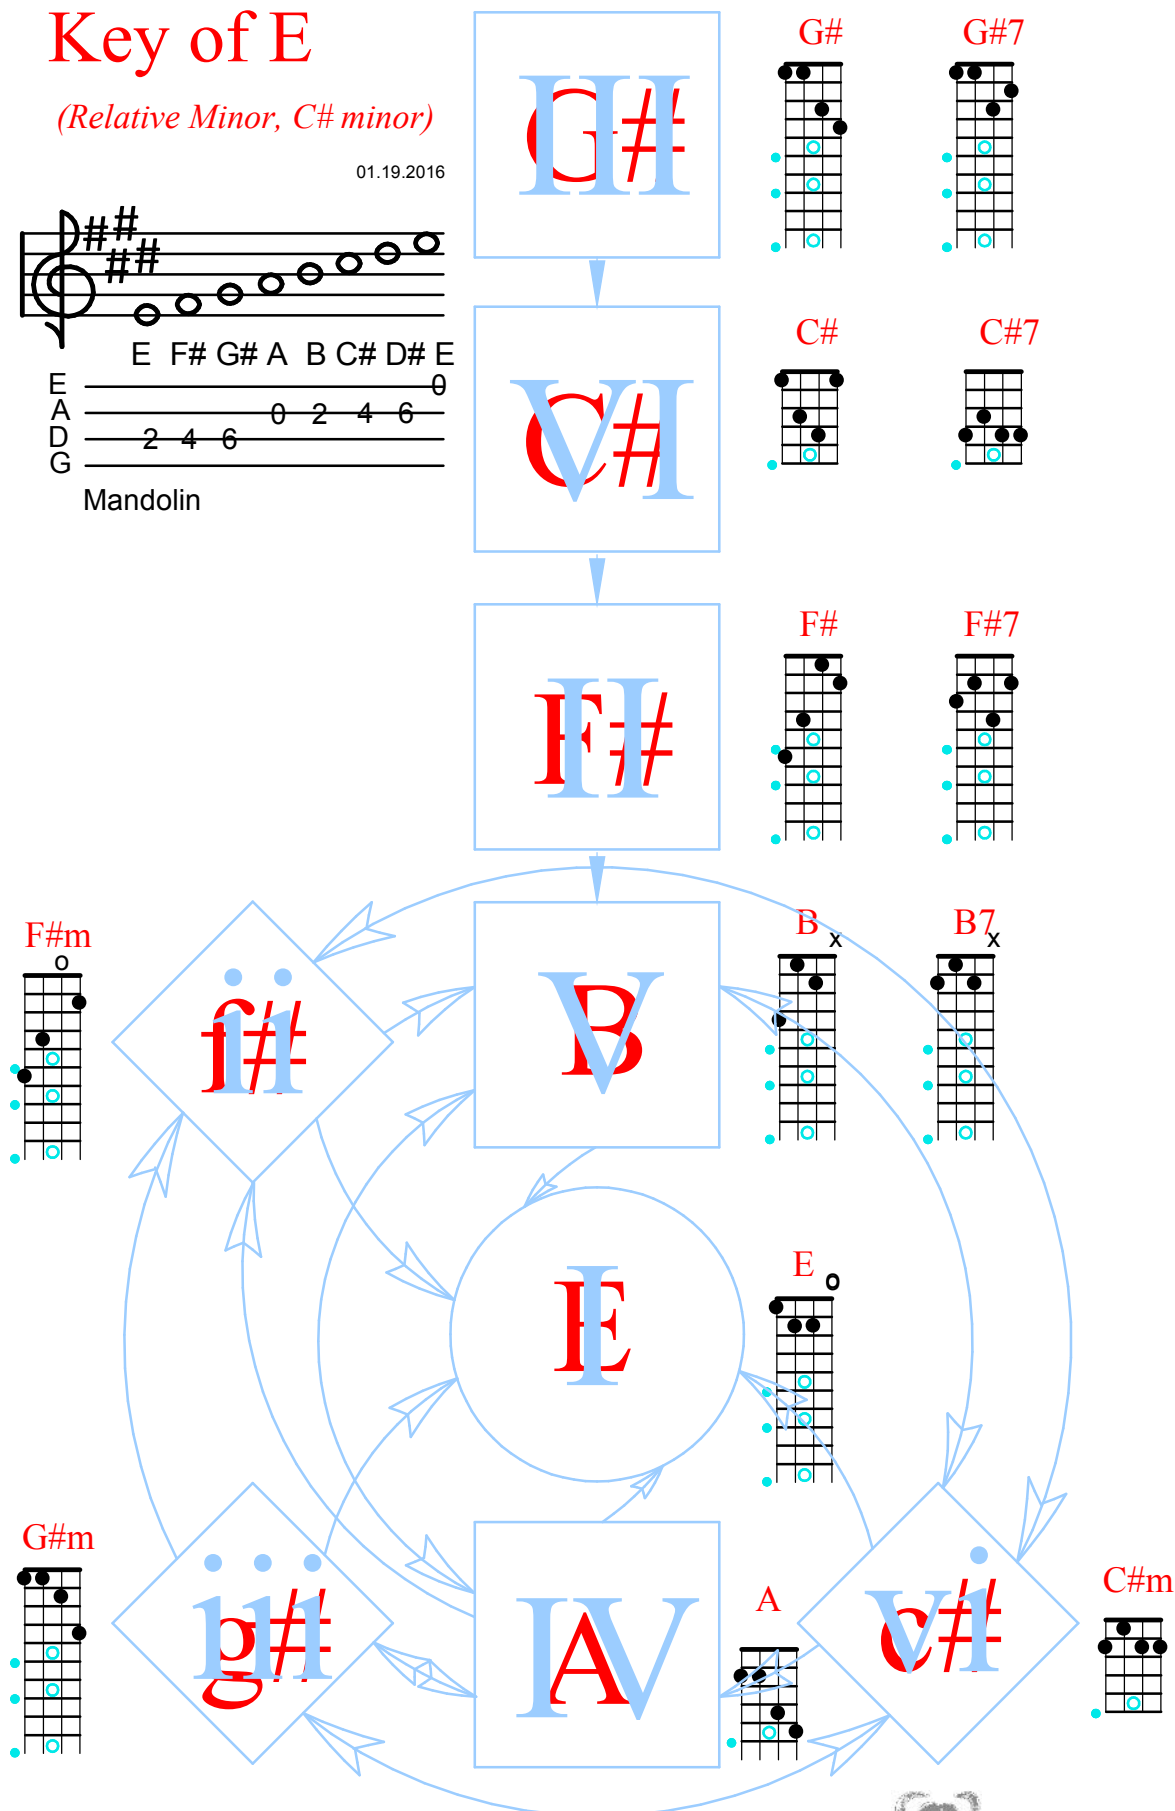 Key of E
(Relative Minor, C# minor)
01.19.2016
# # # #
E F# G# A B C# D# E
E 0
A 0 2 4 6
D 2 4 6
G
Mandolin
III
G#
G# G#7
VI
C#
C# C#7
II
F#
F# F#7
F#m
o
ii
f#
V
B
B x
B7 x
I
E
E o
G#m
iii
g#
IV
A
A
vi
c#
C#m